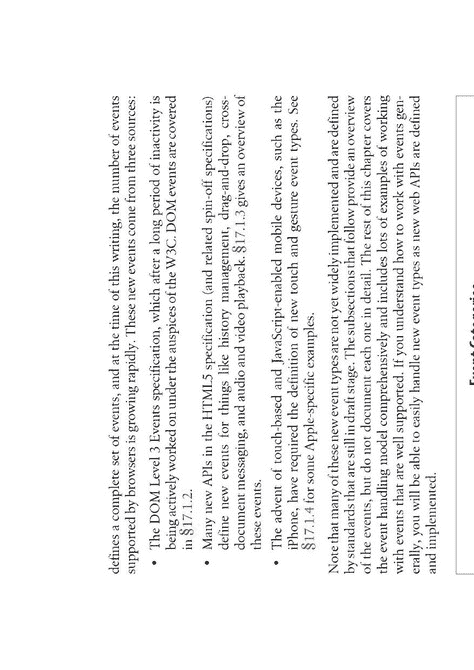 defines a complete set of events, and at the time of this writing, the number of events
supported by browsers is growing rapidly. These new events come from three sources:
• The DOM Level 3 Events specification, which after a long period of inactivity is
being actively worked on under the auspices of the W3C. DOM events are covered
in §17.1.2.
• Many new APIs in the HTML5 specification (and related spin-off specifications)
define new events for things like history management, drag-and-drop, cross-
document messaging, and audio and video playback. §17.1.3 gives an overview of
these events.
• The advent of touch-based and JavaScript-enabled mobile devices, such as the
iPhone, have required the definition of new touch and gesture event types. See
§17.1.4 for some Apple-specific examples.
Note that many of these new event types are not yet widely implemented and are defined
by standards that are still in draft stage. The subsections that follow provide an overview
of the events, but do not document each one in detail. The rest of this chapter covers
the event handling model comprehensively and includes lots of examples of working
with events that are well supported. If you understand how to work with events gen-
erally, you will be able to easily handle new event types as new web APIs are defined
and implemented.
Event Categories